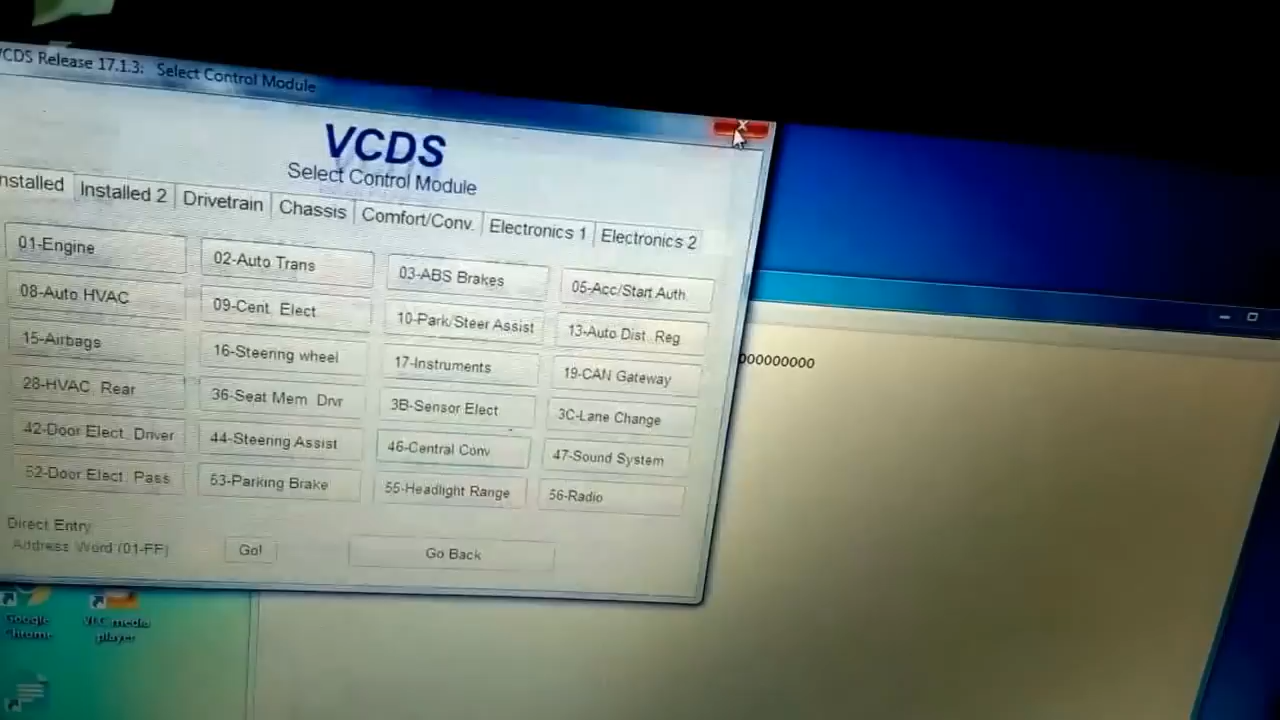 VCDS Release 17.1.3: Select Control Module
VCDS
Select Control Module
nstalled Installed 2 Drivetrain Chassis Comfort/Conv. Electronics 1 Electronics 2
01-Engine 02-Auto Trans 03-ABS Brakes 05-Acc/Start Auth.
08-Auto HVAC 09-Cent. Elect. 10-Park/Steer Assist 13-Auto Dist. Reg
15-Airbags 16-Steering wheel 17-Instruments 19-CAN Gateway
28-HVAC, Rear 36-Seat Mem. Drvr 3B-Sensor Elect 3C-Lane Change
42-Door Elect, Driver 44-Steering Assist 46-Central Conv. 47-Sound System
52-Door Elect, Pass. 53-Parking Brake 55-Headlight Range 56-Radio
Direct Entry
Address Word (01-FF) Go! Go Back
000000000
Google Chrome
VLC media player